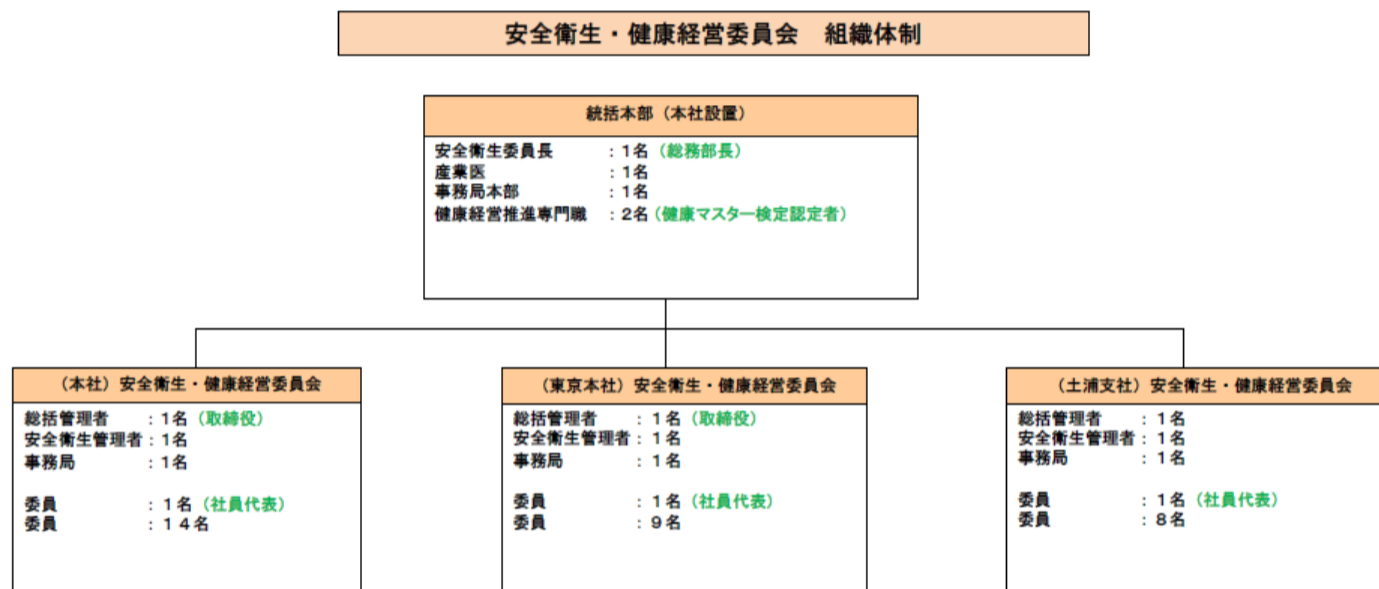 安全衛生・健康経営委員会　組織体制
統括本部（本社設置）
安全衛生委員長　：１名（総務部長）
産業医　：１名
事務局本部　：１名
健康経営推進専門職　：２名（健康マスター検定認定者）
（本社）安全衛生・健康経営委員会
総括管理者　：１名（取締役）
安全衛生管理者：１名
事務局　：１名
委員　：１名（社員代表）
委員　：１４名
（東京本社）安全衛生・健康経営委員会
総括管理者　：１名（取締役）
安全衛生管理者：１名
事務局　：１名
委員　：１名（社員代表）
委員　：９名
（土浦支社）安全衛生・健康経営委員会
総括管理者　：１名
安全衛生管理者：１名
事務局　：１名
委員　：１名（社員代表）
委員　：８名